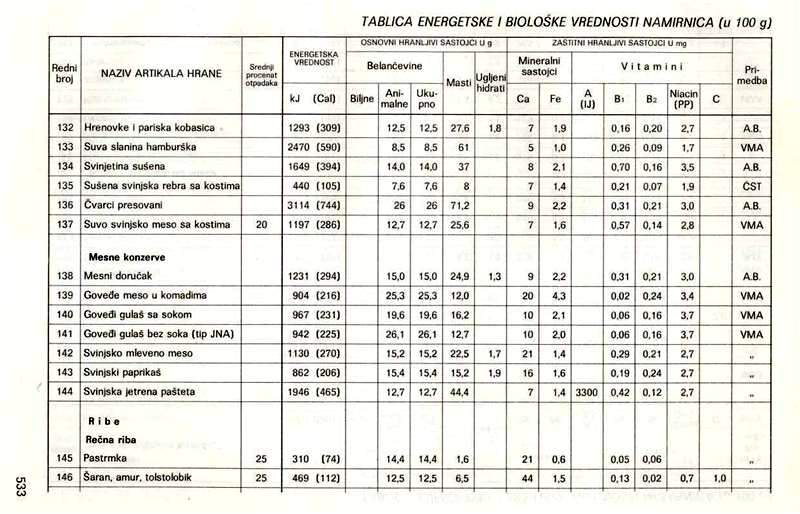 TABLICA ENERGETSKE I BIOLOŠKE VREDNOSTI NAMIRNICA (u 100 g)
Redni broj | NAZIV ARTIKALA HRANE | Srednji procenat otpadaka | ENERGETSKA VREDNOST | OSNOVNI HRANLJIVI SASTOJCI U g | ZAŠTITNI HRANLJIVI SASTOJCI U mg | Primedba
Belančevine | Masti | Ugljeni hidrati | Mineralni sastojci | Vitamini
kJ (Cal) | Biljne | Animalne | Ukupno | Ca | Fe | A (IJ) | B1 | B2 | Niacin (PP) | C
132 Hrenovke i pariska kobasica 1293 (309) 12,5 12,5 27,6 1,8 7 1,9 0,16 0,20 2,7 A.B.
133 Suva slanina hamburška 2470 (590) 8,5 8,5 61 5 1,0 0,26 0,09 1,7 VMA
134 Svinjetina sušena 1649 (394) 14,0 14,0 37 8 2,1 0,70 0,16 3,5 A.B.
135 Sušena svinjska rebra sa kostima 440 (105) 7,6 7,6 8 7 1,4 0,21 0,07 1,9 ČST
136 Čvarci presovani 3114 (744) 26 26 71,2 9 2,2 0,31 0,21 3,0 A.B.
137 Suvo svinjsko meso sa kostima 20 1197 (286) 12,7 12,7 25,6 7 1,6 0,57 0,14 2,8 VMA
Mesne konzerve
138 Mesni doručak 1231 (294) 15,0 15,0 24,9 1,3 9 2,2 0,31 0,21 3,0 A.B.
139 Goveđe meso u komadima 904 (216) 25,3 25,3 12,0 20 4,3 0,02 0,24 3,4 VMA
140 Goveđi gulaš sa sokom 967 (231) 19,6 19,6 16,2 10 2,1 0,06 0,16 3,7 VMA
141 Goveđi gulaš bez soka (tip JNA) 942 (225) 26,1 26,1 12,7 10 2,0 0,06 0,16 3,7 VMA
142 Svinjsko mleveno meso 1130 (270) 15,2 15,2 22,5 1,7 21 1,4 0,29 0,21 2,7 „
143 Svinjski paprikaš 862 (206) 15,4 15,4 15,2 1,9 16 1,6 0,19 0,24 2,7 „
144 Svinjska jetrena pašteta 1946 (465) 12,7 12,7 44,4 7 1,4 3300 0,42 0,12 2,7 „
Ribe
Rečna riba
145 Pastrmka 25 310 (74) 14,4 14,4 1,6 21 0,6 0,05 0,06 „
146 Šaran, amur, tolstolobik 25 469 (112) 12,5 12,5 6,5 44 1,5 0,13 0,02 0,7 1,0 „
533